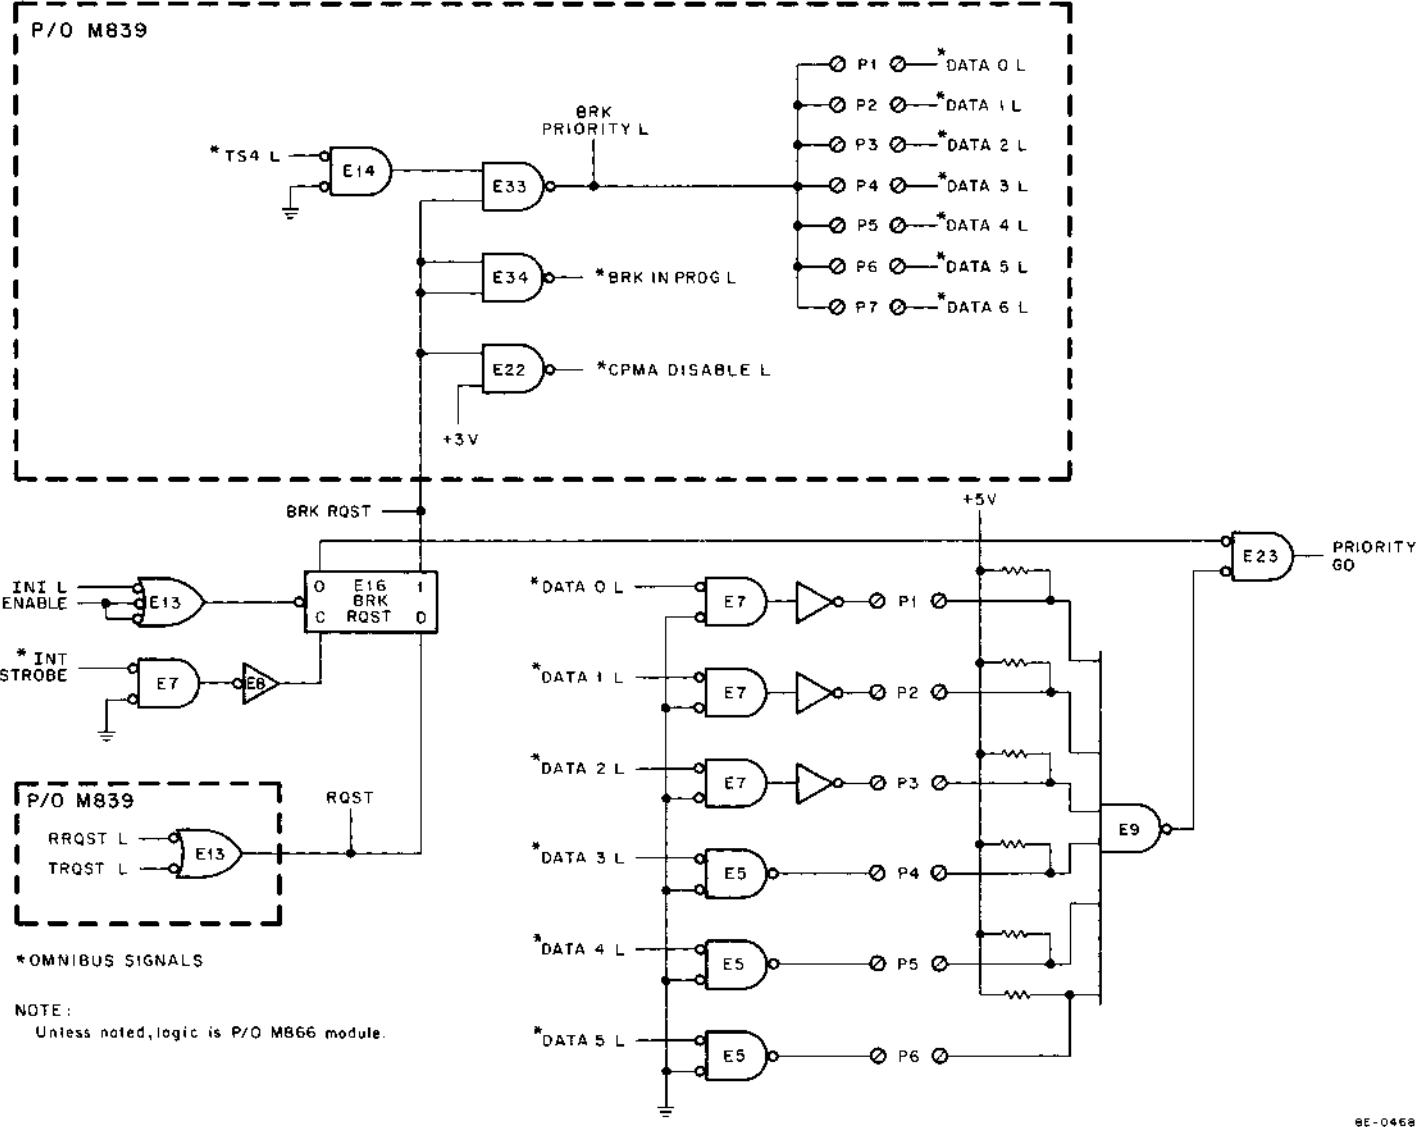 P/O M839
P1 *DATA 0 L
P2 *DATA 1 L
BRK
PRIORITY L
P3 *DATA 2 L
*TS4 L
E14
E33
P4 *DATA 3 L
P5 *DATA 4 L
P6 *DATA 5 L
E34
*BRK IN PROG L
P7 *DATA 6 L
E22
*CPMA DISABLE L
+3V
+5V
BRK RQST
E23
PRIORITY
GO
INI L
ENABLE
E13
0 E16 1
BRK
C RQST D
*DATA 0 L
E7
P1
* INT
STROBE
E7
E8
*DATA 1 L
E7
P2
*DATA 2 L
E7
P3
P/O M839
RQST
RRQST L
TRQST L
E13
E9
*DATA 3 L
E5
P4
*DATA 4 L
E5
P5
*OMNIBUS SIGNALS
NOTE:
Unless noted, logic is P/O M866 module.
*DATA 5 L
E5
P6
8E-0468